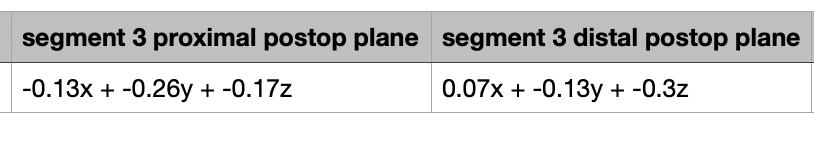 segment 3 proximal postop plane segment 3 distal postop plane
-0.13x + -0.26y + -0.17z 0.07x + -0.13y + -0.3z